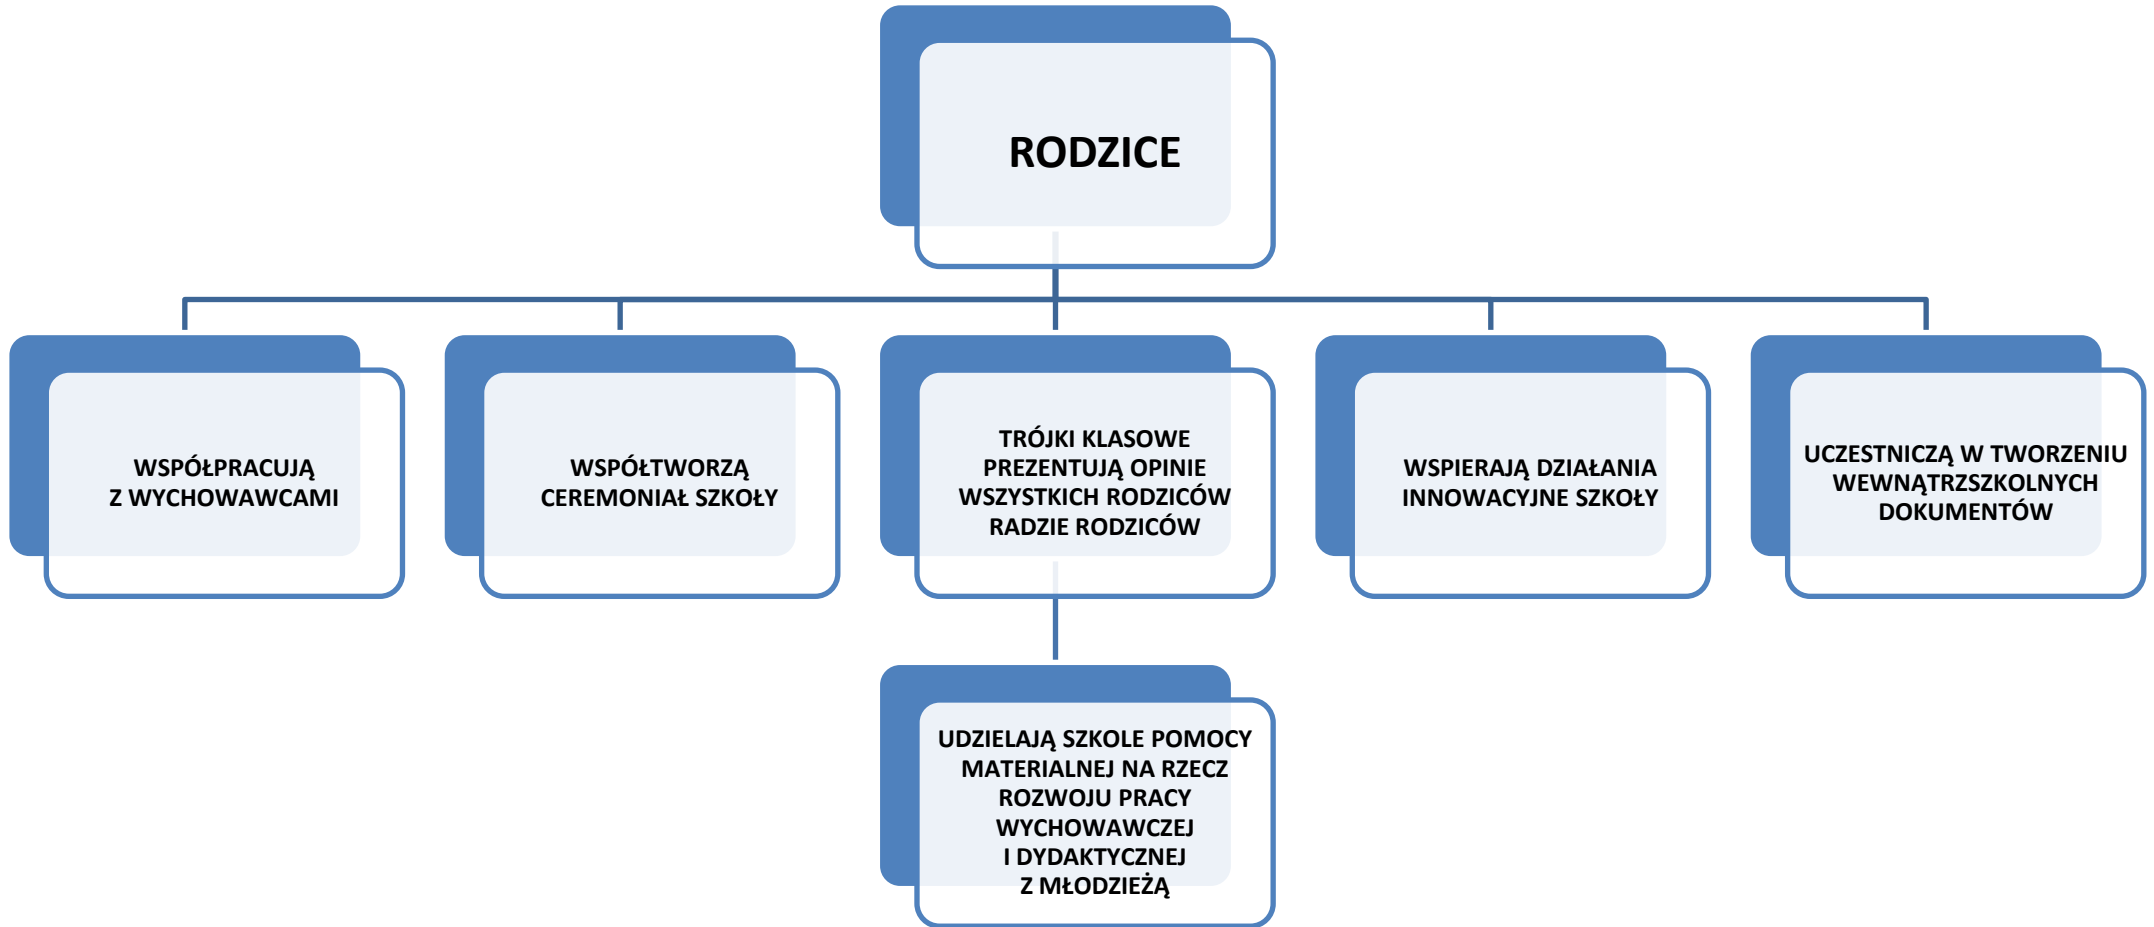 RODZICE
WSPÓŁPRACUJĄ
Z WYCHOWAWCAMI
WSPÓŁTWORZĄ
CEREMONIAŁ SZKOŁY
TRÓJKI KLASOWE
PREZENTUJĄ OPINIE
WSZYSTKICH RODZICÓW
RADZIE RODZICÓW
WSPIERAJĄ DZIAŁANIA
INNOWACYJNE SZKOŁY
UCZESTNICZĄ W TWORZENIU
WEWNĄTRZSZKOLNYCH
DOKUMENTÓW
UDZIELAJĄ SZKOLE POMOCY
MATERIALNEJ NA RZECZ
ROZWOJU PRACY
WYCHOWAWCZEJ
I DYDAKTYCZNEJ
Z MŁODZIEŻĄ